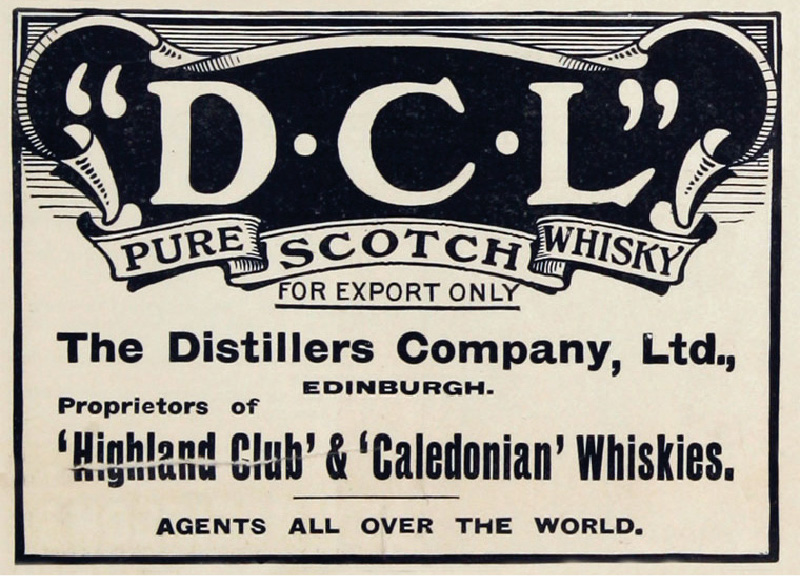 “D·C·L”
PURE SCOTCH WHISKY
FOR EXPORT ONLY
The Distillers Company, Ltd.,
EDINBURGH.
Proprietors of
‘Highland Club’ & ‘Caledonian’ Whiskies.
AGENTS ALL OVER THE WORLD.